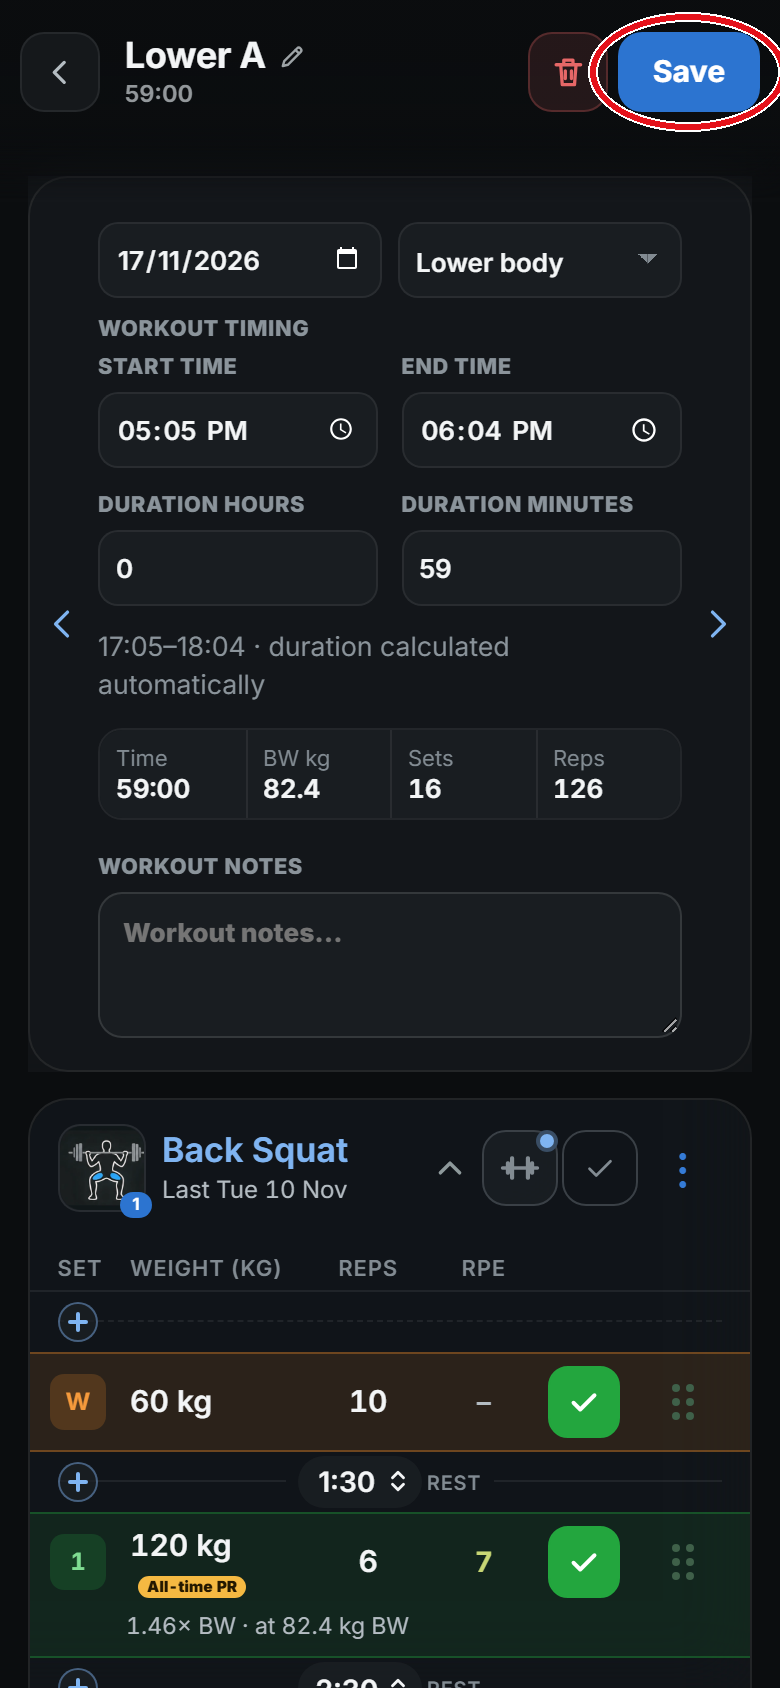 Lower A
59:00
Save
17/11/2026
Lower body
WORKOUT TIMING
START TIME
END TIME
05:05 PM
06:04 PM
DURATION HOURS
DURATION MINUTES
0
59
17:05–18:04 · duration calculated
automatically
Time
BW kg
Sets
Reps
59:00
82.4
16
126
WORKOUT NOTES
Workout notes...
Back Squat
Last Tue 10 Nov
1
SET WEIGHT (KG) REPS RPE
W 60 kg 10 –
1:30 REST
1 120 kg 6 7
All-time PR
1.46× BW · at 82.4 kg BW
2:30 REST